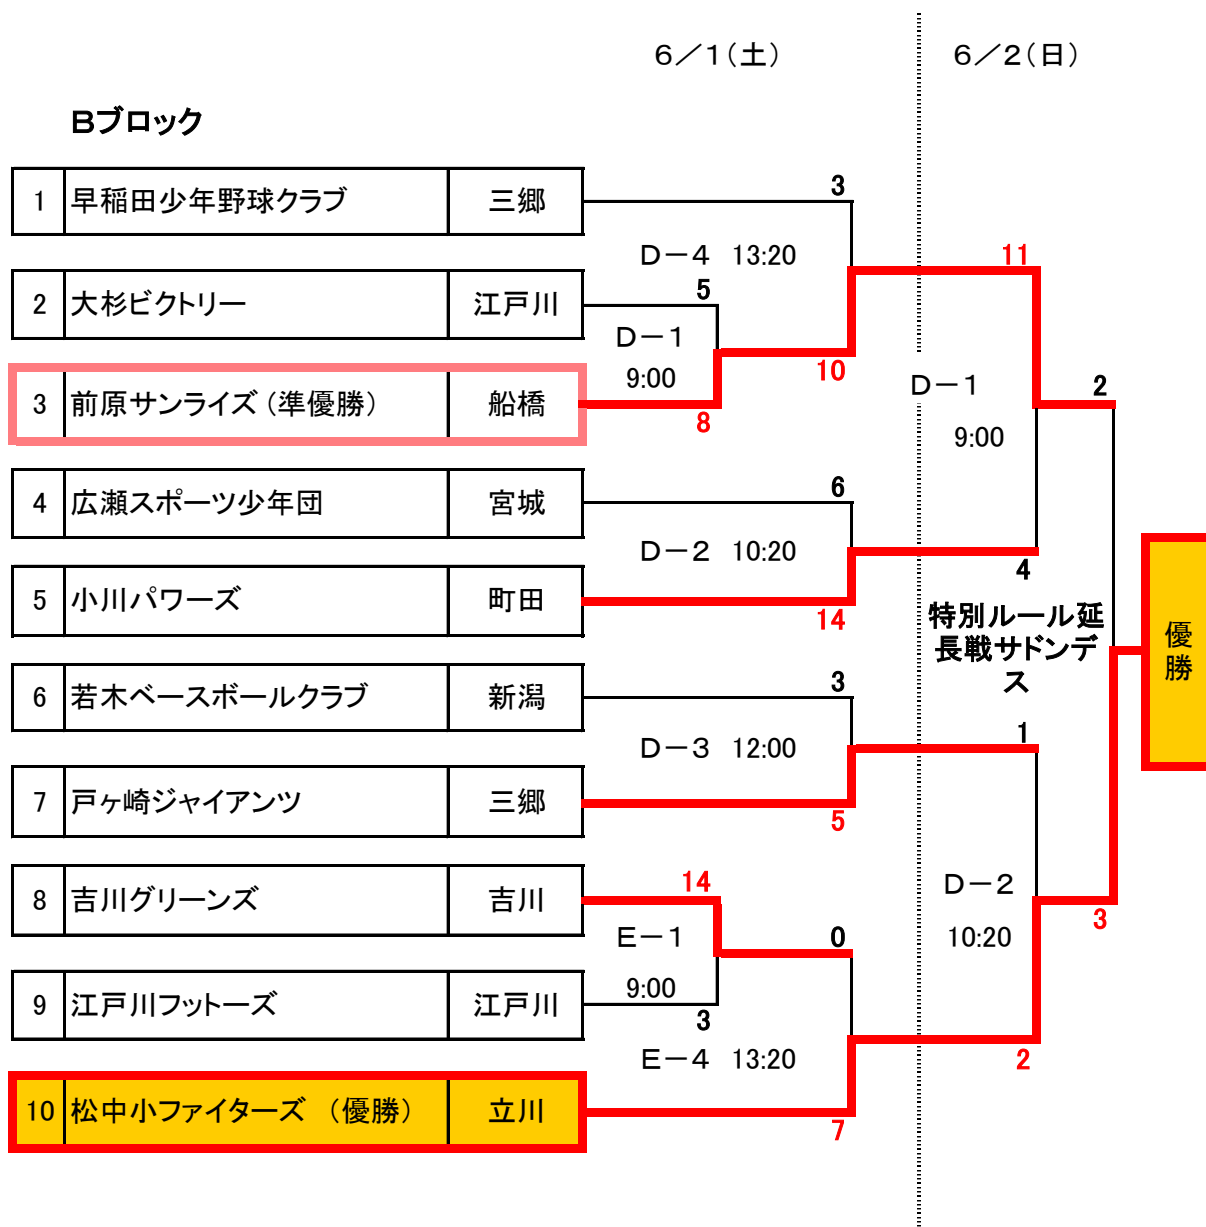 ６／１（土）
６／２（日）
Ｂブロック
1 早稲田少年野球クラブ 三郷
3
Ｄ－４ 13:20
11
2 大杉ビクトリー 江戸川
5
Ｄ－１
9:00
10
3 前原サンライズ（準優勝） 船橋
8
Ｄ－１
9:00
2
4 広瀬スポーツ少年団 宮城
6
Ｄ－２ 10:20
4
5 小川パワーズ 町田
14
特別ルール延
長戦サドンデ
ス
優
勝
6 若木ベースボールクラブ 新潟
3
Ｄ－３ 12:00
1
7 戸ヶ崎ジャイアンツ 三郷
5
8 吉川グリーンズ 吉川
14
Ｅ－１
9:00
0
Ｄ－２
10:20
3
9 江戸川フットーズ 江戸川
3
Ｅ－４ 13:20
2
10 松中小ファイターズ （優勝） 立川
7